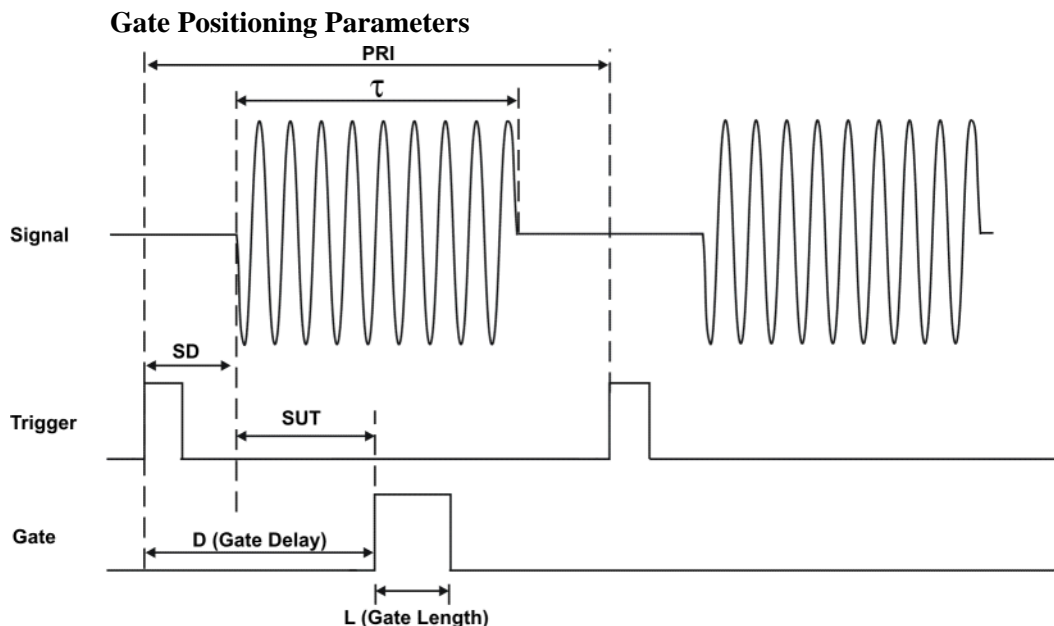 Gate Positioning Parameters
PRI
τ
Signal
SD
Trigger
SUT
Gate
D (Gate Delay)
L (Gate Length)